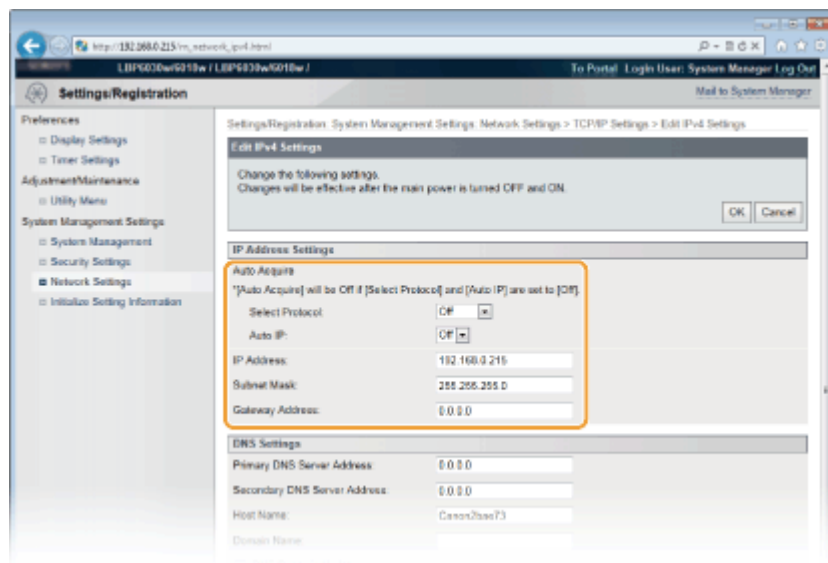 http://192.168.0.215/m_network_ipv4.html
LBP6030w/6018w / LBP6030w/6018w /
To Portal Login User: System Manager Log Out
Settings/Registration
Mail to System Manager
Preferences
Display Settings
Timer Settings
Adjustment/Maintenance
Utility Menu
System Management Settings
System Management
Security Settings
Network Settings
Initialize Setting Information
Settings/Registration: System Management Settings: Network Settings > TCP/IP Settings > Edit IPv4 Settings
Edit IPv4 Settings
Change the following settings.
Changes will be effective after the main power is turned OFF and ON.
OK Cancel
IP Address Settings
Auto Acquire
*[Auto Acquire] will be Off if [Select Protocol] and [Auto IP] are set to [Off].
Select Protocol: Off
Auto IP: Off
IP Address: 192.168.0.215
Subnet Mask: 255.255.255.0
Gateway Address: 0.0.0.0
DNS Settings
Primary DNS Server Address: 0.0.0.0
Secondary DNS Server Address: 0.0.0.0
Host Name:
Domain Name